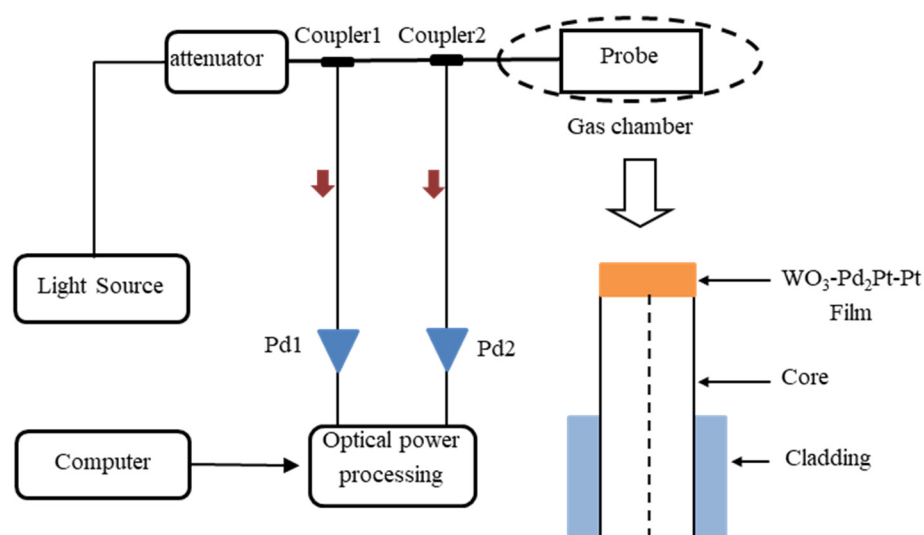 Coupler1
Coupler2
attenuator
Probe
Gas chamber
Light Source
WO₃-Pd₂Pt-Pt
Film
Pd1
Pd2
Core
Optical power
processing
Computer
Cladding